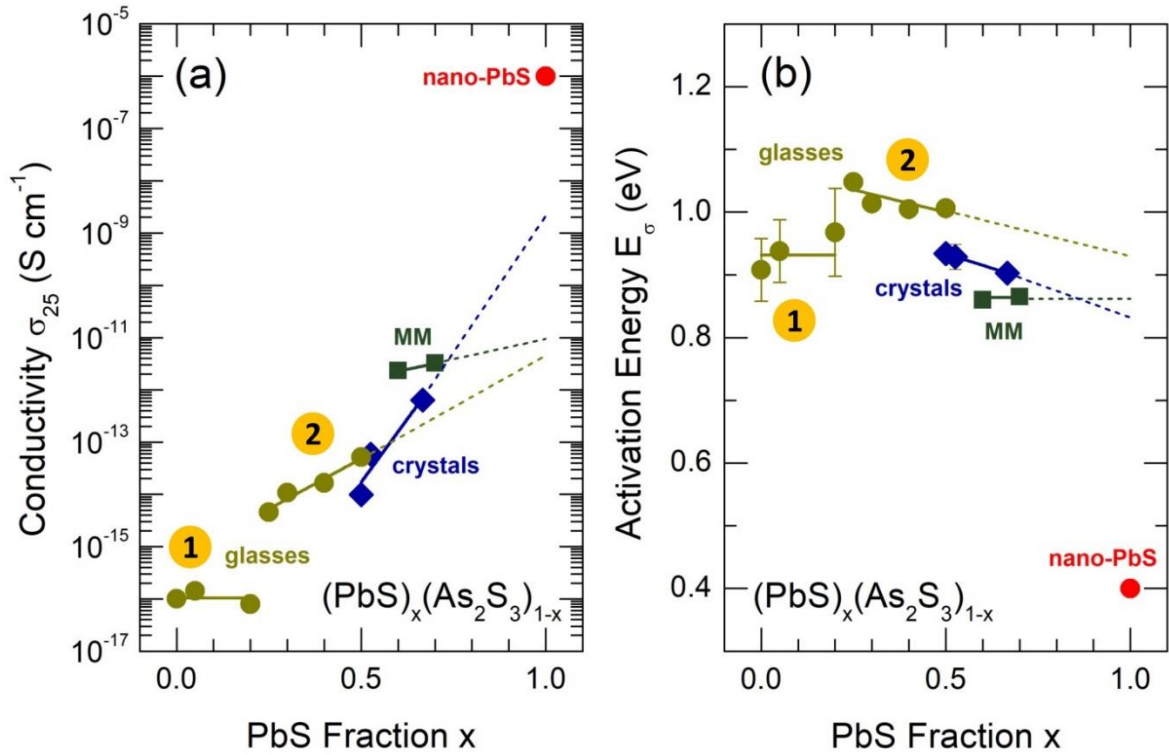 (a)
10⁻⁵
10⁻⁷
10⁻⁹
10⁻¹¹
10⁻¹³
10⁻¹⁵
10⁻¹⁷
Conductivity σ₂₅ (S cm⁻¹)
nano-PbS
MM
2
crystals
1
glasses
(PbS)ₓ(As₂S₃)₁₋ₓ
0.0 0.5 1.0
PbS Fraction x
(b)
1.2
1.0
0.8
0.6
0.4
Activation Energy E_σ (eV)
glasses
2
crystals
1
MM
nano-PbS
(PbS)ₓ(As₂S₃)₁₋ₓ
0.0 0.5 1.0
PbS Fraction x